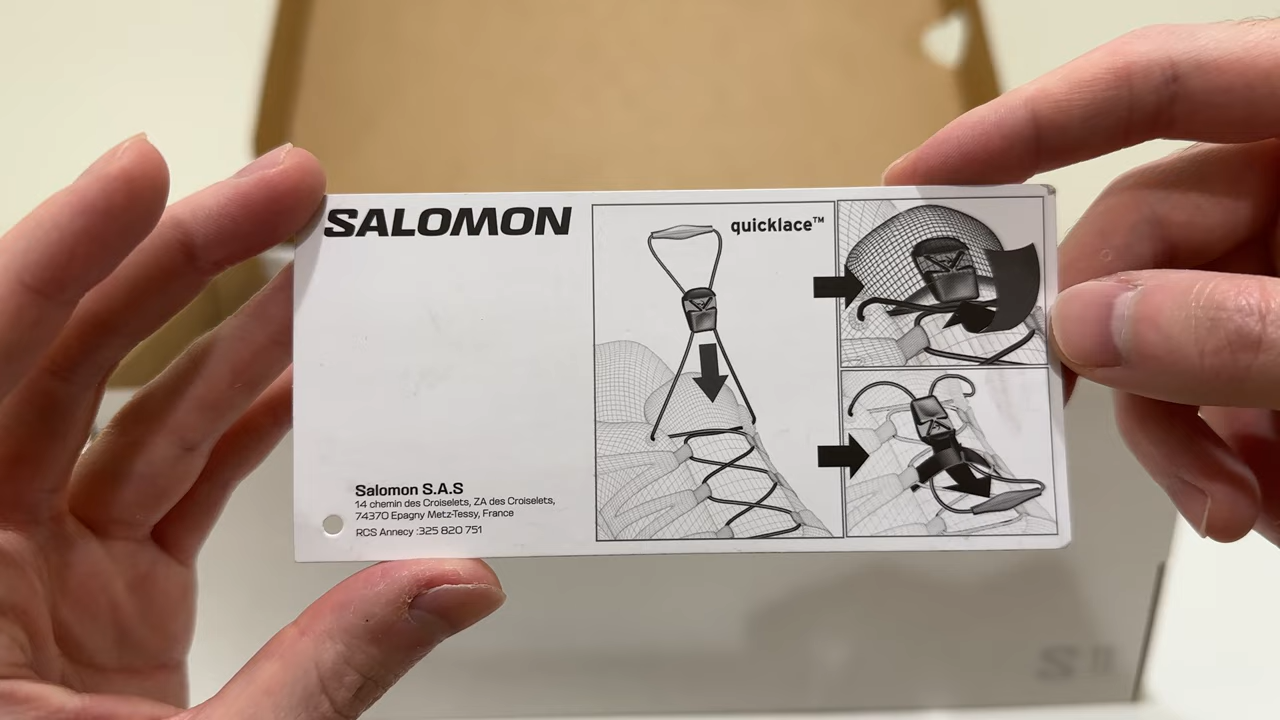 SALOMON
quicklace™
Salomon S.A.S
14 chemin des Croiselets, ZA des Croiselets,
74370 Epagny Metz-Tessy, France
RCS Annecy :325 820 751